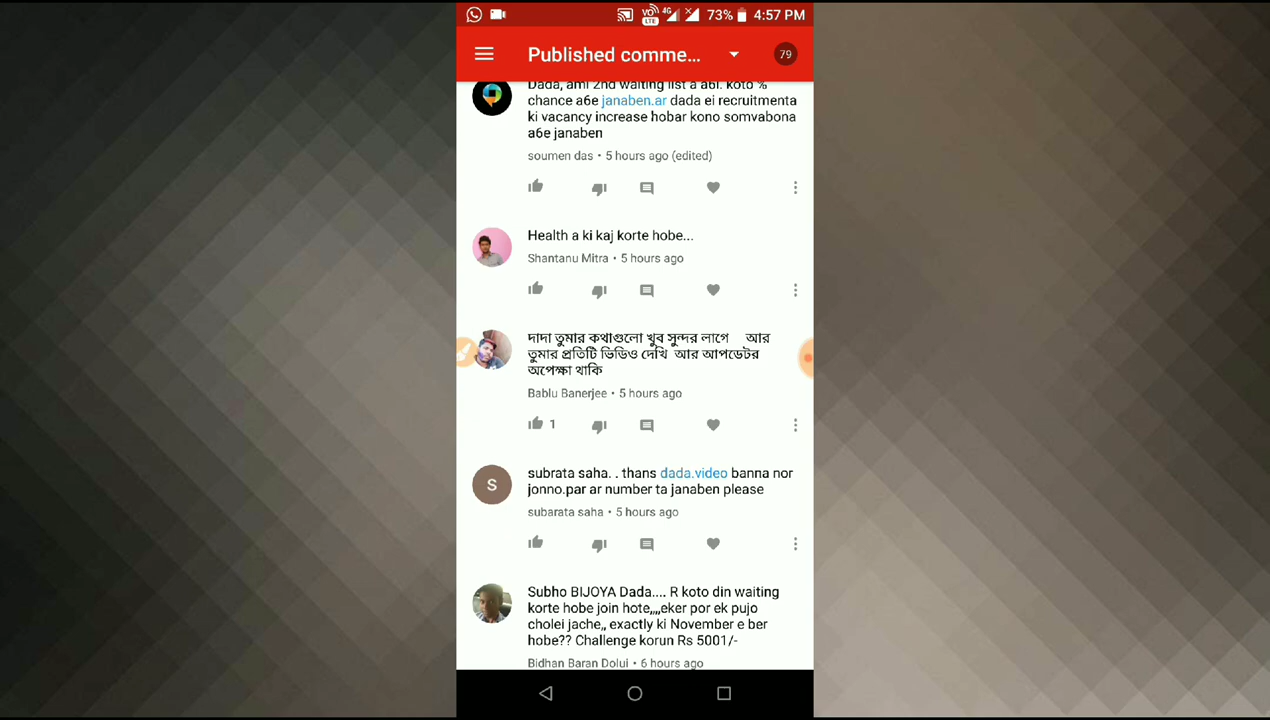 VO
LTE
4G
73%
4:57 PM
Published comme...
79
Dada, ami 2nd waiting list a a6i. koto %
chance a6e janaben.ar dada ei recruitmenta
ki vacancy increase hobar kono somvabona
a6e janaben
soumen das • 5 hours ago (edited)
Health a ki kaj korte hobe...
Shantanu Mitra • 5 hours ago
দাদা তুমার কথাগুলো খুব সুন্দর লাগে আর
তুমার প্রতিটি ভিডিও দেখি আর আপডেটর
অপেক্ষা থাকি
Bablu Banerjee • 5 hours ago
1
S
subrata saha. . thans dada.video banna nor
jonno.par ar number ta janaben please
subarata saha • 5 hours ago
Subho BIJOYA Dada.... R koto din waiting
korte hobe join hote,,,,eker por ek pujo
cholei jache,, exactly ki November e ber
hobe?? Challenge korun Rs 5001/-
Bidhan Baran Dolui • 6 hours ago